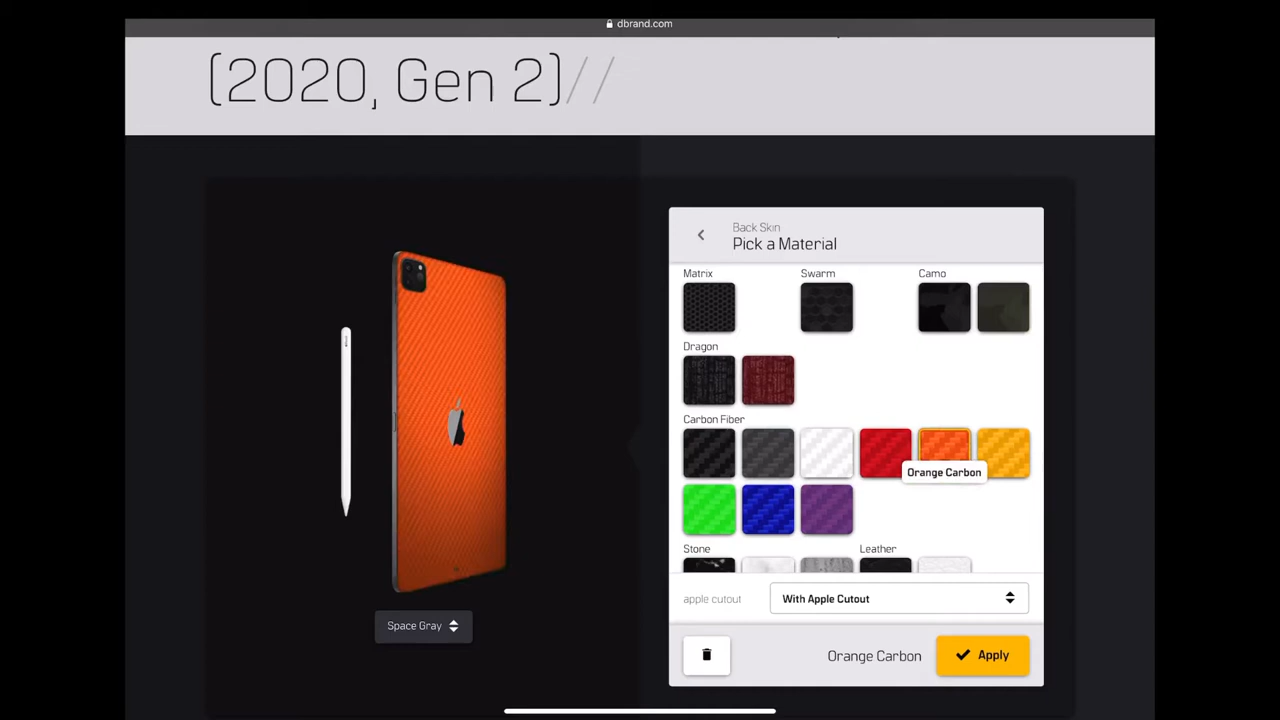 dbrand.com
(2020, Gen 2)//
Back Skin
Pick a Material
Matrix
Swarm
Camo
Dragon
Carbon Fiber
Orange Carbon
Stone
Leather
apple cutout
With Apple Cutout
Space Gray
Orange Carbon
Apply